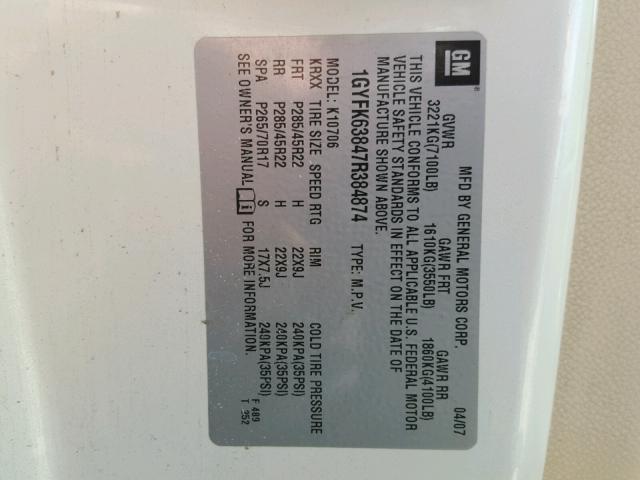 GM
MFD BY GENERAL MOTORS CORP. 04/07
GVWR GAWR FRT GAWR RR
3221KG(7100LB) 1610KG(3550LB) 1860KG(4100LB)
THIS VEHICLE CONFORMS TO ALL APPLICABLE U.S. FEDERAL MOTOR
VEHICLE SAFETY STANDARDS IN EFFECT ON THE DATE OF
MANUFACTURE SHOWN ABOVE.
1GYFK63847R384874 TYPE: M.P.V.
MODEL: K10706
KRXX TIRE SIZE SPEED RTG RIM COLD TIRE PRESSURE
FRT P285/45R22 H 22X9J 240KPA(35PSI)
RR P285/45R22 H 22X9J 240KPA(35PSI)
SPA P265/70R17 S 17X7.5J 240KPA(35PSI)
SEE OWNER'S MANUAL FOR MORE INFORMATION.
F 489
T 952